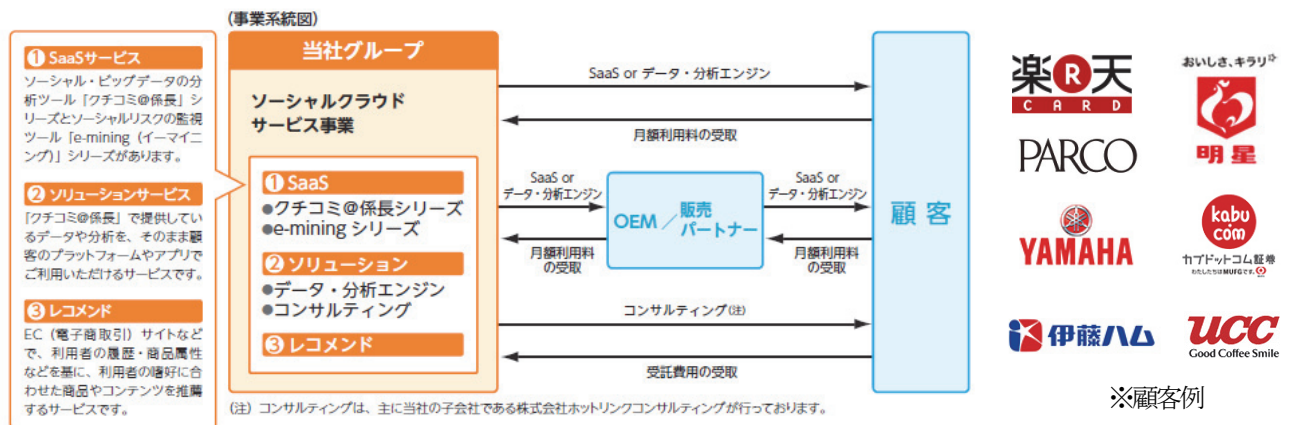 (事業系統図)
❶ SaaSサービス
ソーシャル・ビッグデータの分
析ツール「クチコミ@係長」シ
リーズとソーシャルリスクの監視
ツール「e-mining（イーマイニ
ング）」シリーズがあります。
❷ ソリューションサービス
「クチコミ@係長」で提供してい
るデータや分析を、そのまま顧
客のプラットフォームやアプリで
ご利用いただけるサービスです。
❸ レコメンド
EC（電子商取引）サイトなど
で、利用者の履歴・商品属性
などを基に、利用者の嗜好に合
わせた商品やコンテンツを推薦
するサービスです。
当社グループ
ソーシャルクラウド
サービス事業
❶ SaaS
●クチコミ@係長シリーズ
●e-mining シリーズ
❷ ソリューション
●データ・分析エンジン
●コンサルティング
❸ レコメンド
SaaS or データ・分析エンジン
月額利用料の受取
SaaS or
データ・分析エンジン
月額利用料
の受取
OEM／販売
パートナー
SaaS or
データ・分析エンジン
月額利用料
の受取
コンサルティング(注)
受託費用の受取
顧客
(注) コンサルティングは、主に当社の子会社である株式会社ホットリンクコンサルティングが行っております。
楽R天
CARD
おいしさ、キラリ☆
明星
PARCO
YAMAHA
kabu
com
カブドットコム証券
わたしたちはMUFGです。
伊藤ハム
UCC
Good Coffee Smile
※顧客例